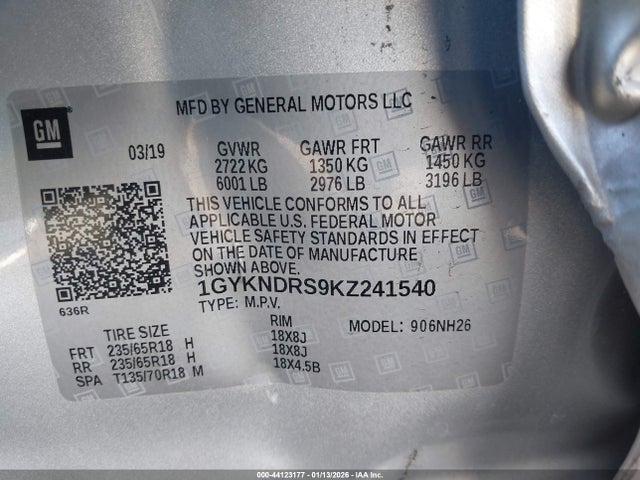 GM
MFD BY GENERAL MOTORS LLC
03/19 GVWR GAWR FRT GAWR RR
2722 KG 1350 KG 1450 KG
6001 LB 2976 LB 3196 LB
THIS VEHICLE CONFORMS TO ALL
APPLICABLE U.S. FEDERAL MOTOR
VEHICLE SAFETY STANDARDS IN EFFECT
ON THE DATE OF MANUFACTURE
SHOWN ABOVE.
1GYKNDRS9KZ241540
636R TYPE: M.P.V.
TIRE SIZE RIM MODEL: 906NH26
FRT 235/65R18 H 18X8J
RR 235/65R18 H 18X8J
SPA T135/70R18 M 18X4.5B
000-44123177 - 01/13/2026 - IAA Inc.